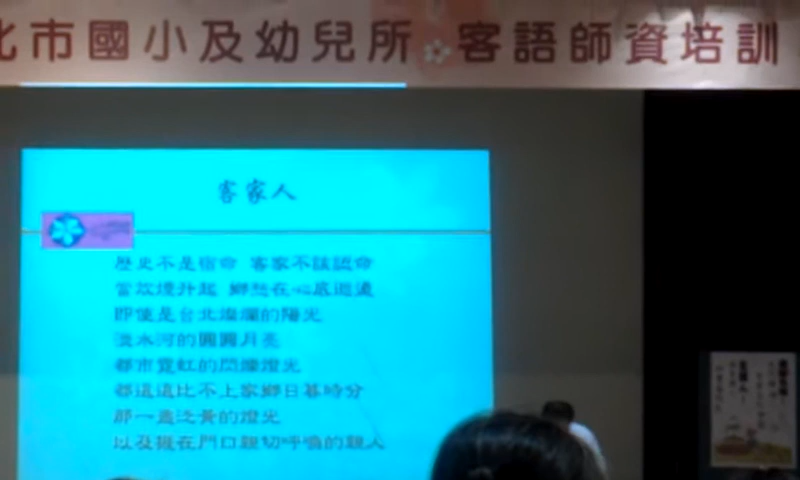 北市國小及幼兒所 客語師資培訓
客家人
歷史不是宿命 客家不該認命
當炊煙升起 鄉愁在心底迴盪
即使是台北燦爛的陽光
淡水河的圓圓月亮
都市霓虹的閃爍燈光
都遠遠比不上家鄉日暮時分
那一盞泛黃的燈光
以及在門口親切呼喚的親人